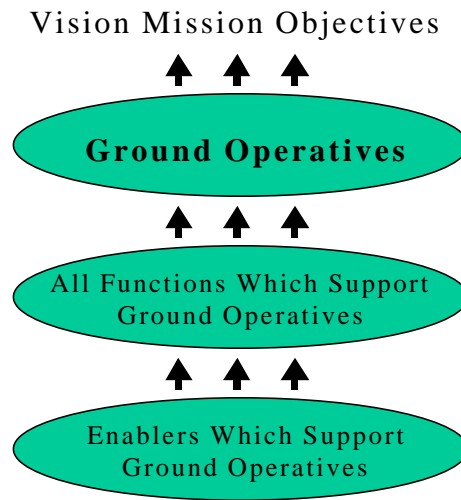 Vision Mission Objectives
Ground Operatives
All Functions Which Support
Ground Operatives
Enablers Which Support
Ground Operatives